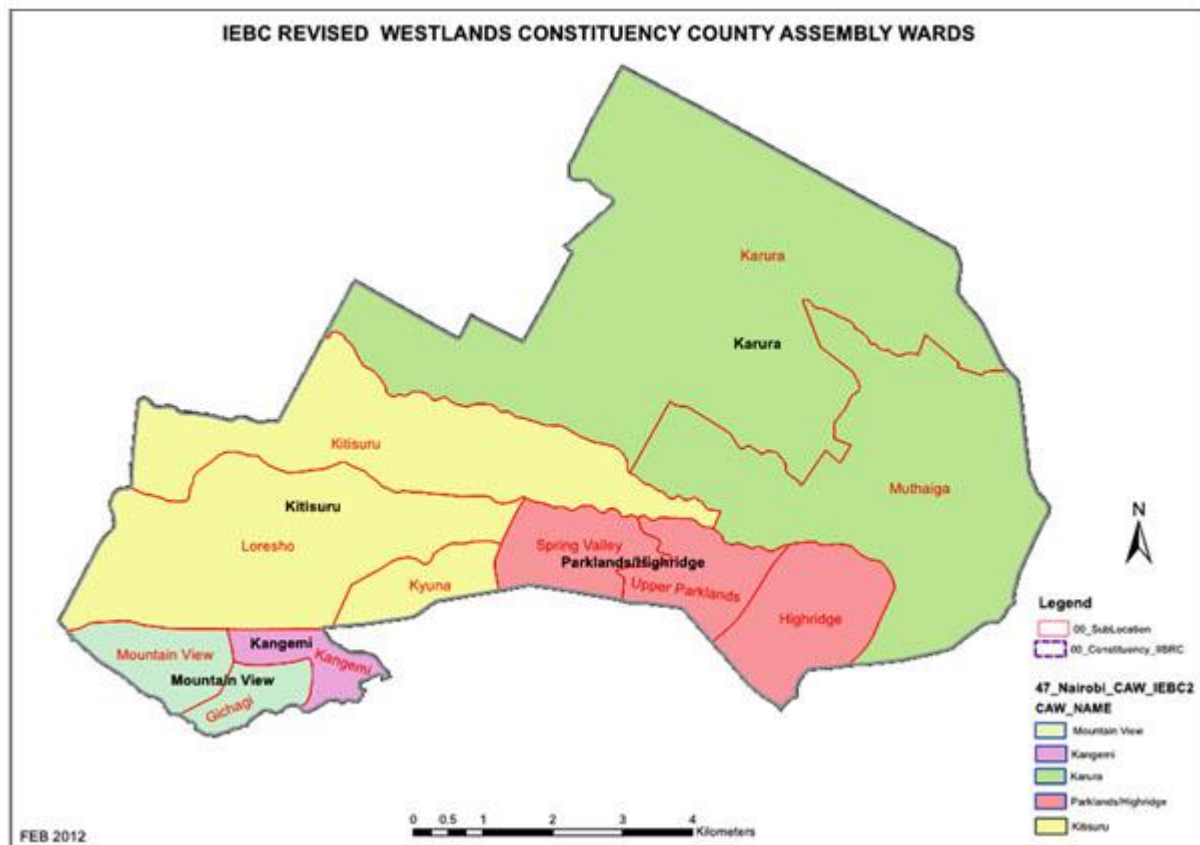 IEBC REVISED WESTLANDS CONSTITUENCY COUNTY ASSEMBLY WARDS
Karura
Karura
Kitisuru
Muthaiga
Kitisuru
Loresho
Spring Valley
Parklands/Highridge
Kyuna
Upper Parklands
Highridge
Kangemi
Mountain View
Kangemi
Mountain View
Gichagi
N
Legend
00_SubLocation
00_Constituency_IIBRC
47_Nairobi_CAW_IEBC2
CAW_NAME
Mountain View
Kangemi
Karura
Parklands/Highridge
Kitisuru
0 0.5 1 2 3 4
Kilometers
FEB 2012